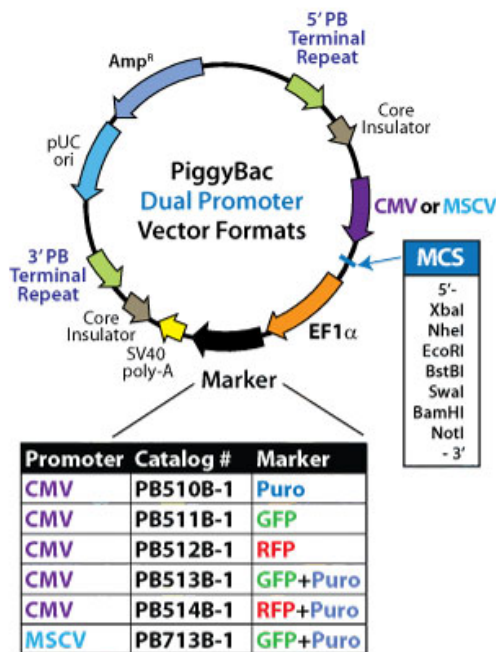 5' PB
Terminal
Repeat
Amp^R
Core
Insulator
pUC
ori
PiggyBac
Dual Promoter
Vector Formats
CMV or MSCV
MCS
5'-
XbaI
NheI
EcoRI
BstBI
SwaI
BamHI
NotI
- 3'
3' PB
Terminal
Repeat
Core
Insulator
SV40
poly-A
EF1α
Marker
Promoter Catalog # Marker
CMV PB510B-1 Puro
CMV PB511B-1 GFP
CMV PB512B-1 RFP
CMV PB513B-1 GFP+Puro
CMV PB514B-1 RFP+Puro
MSCV PB713B-1 GFP+Puro